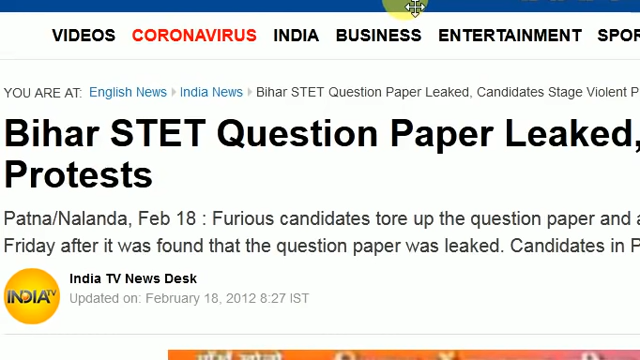 VIDEOS CORONAVIRUS INDIA BUSINESS ENTERTAINMENT SPOR
YOU ARE AT: English News India News Bihar STET Question Paper Leaked, Candidates Stage Violent P
Bihar STET Question Paper Leaked,
Protests
Patna/Nalanda, Feb 18 : Furious candidates tore up the question paper and a
Friday after it was found that the question paper was leaked. Candidates in P
India TV News Desk
INDIA TV
Updated on: February 18, 2012 8:27 IST